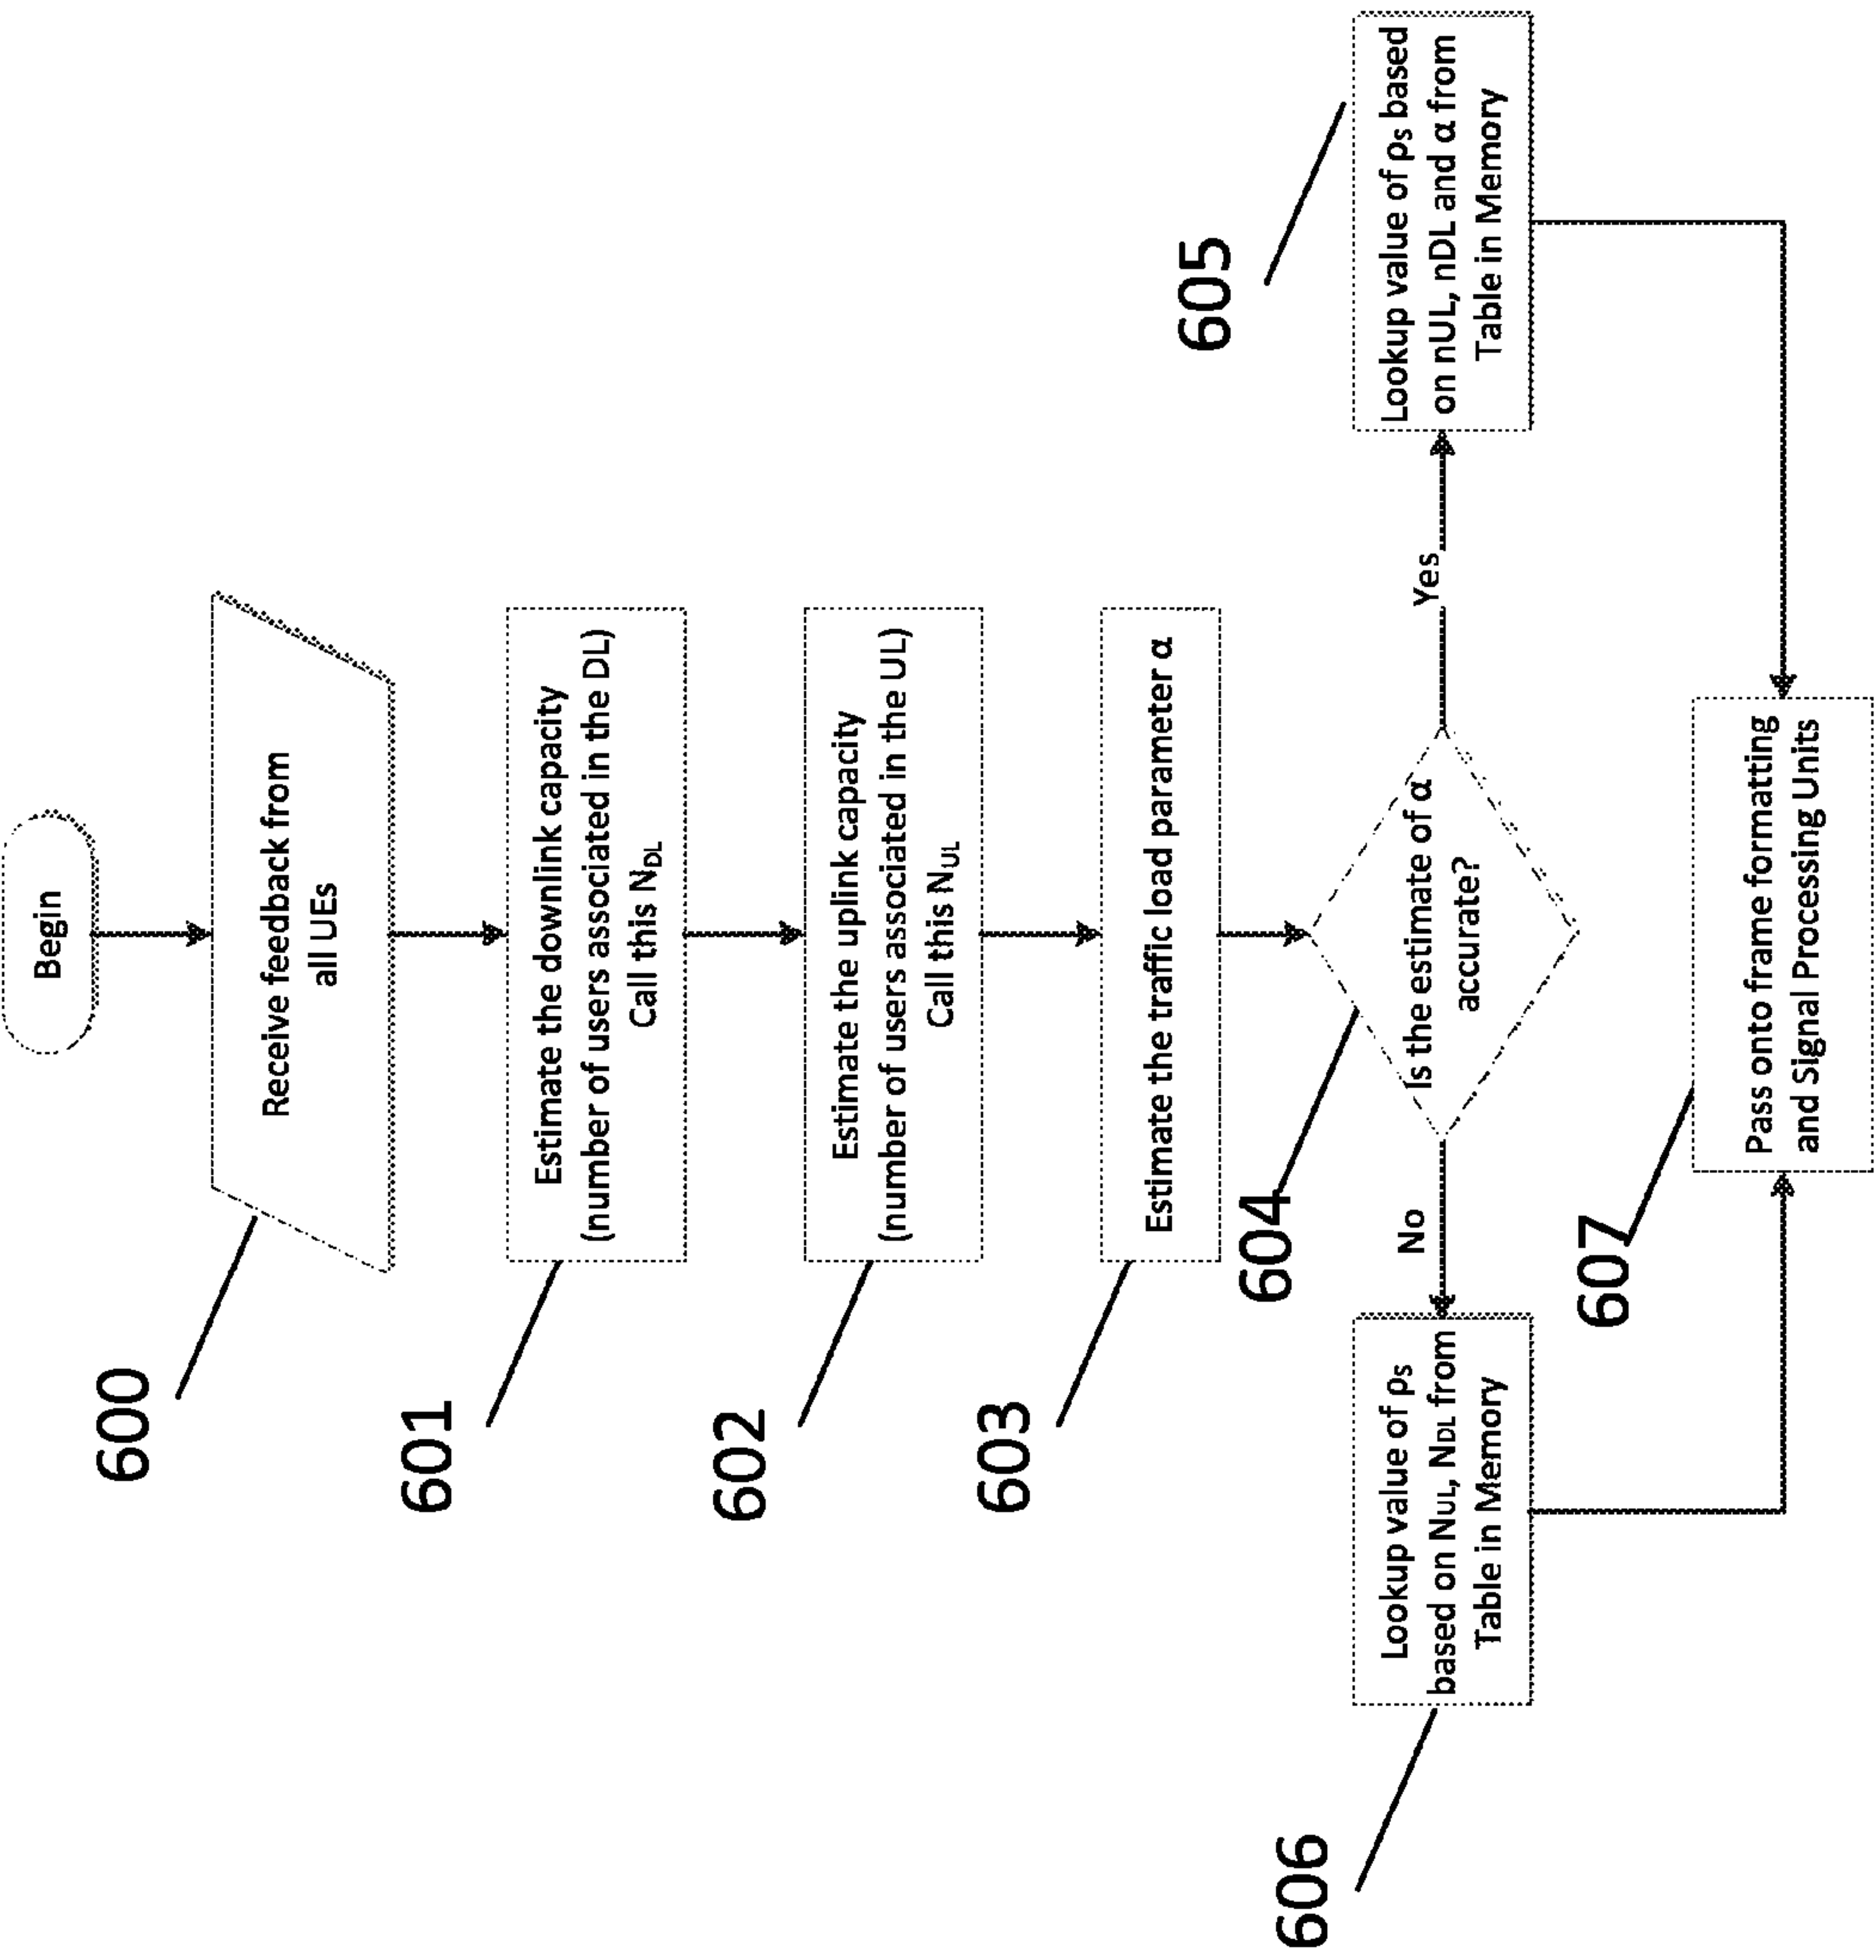 Begin
600
Receive feedback from
all UEs
601
Estimate the downlink capacity
(number of users associated in the DL)
Call this NDL
602
Estimate the uplink capacity
(number of users associated in the UL)
Call this NUL
603
Estimate the traffic load parameter α
604
Is the estimate of α
accurate?
No
Yes
606
Lookup value of ρs
based on NUL, NDL from
Table in Memory
605
Lookup value of ρs based
on nUL, nDL and α from
Table in Memory
607
Pass onto frame formatting
and Signal Processing Units